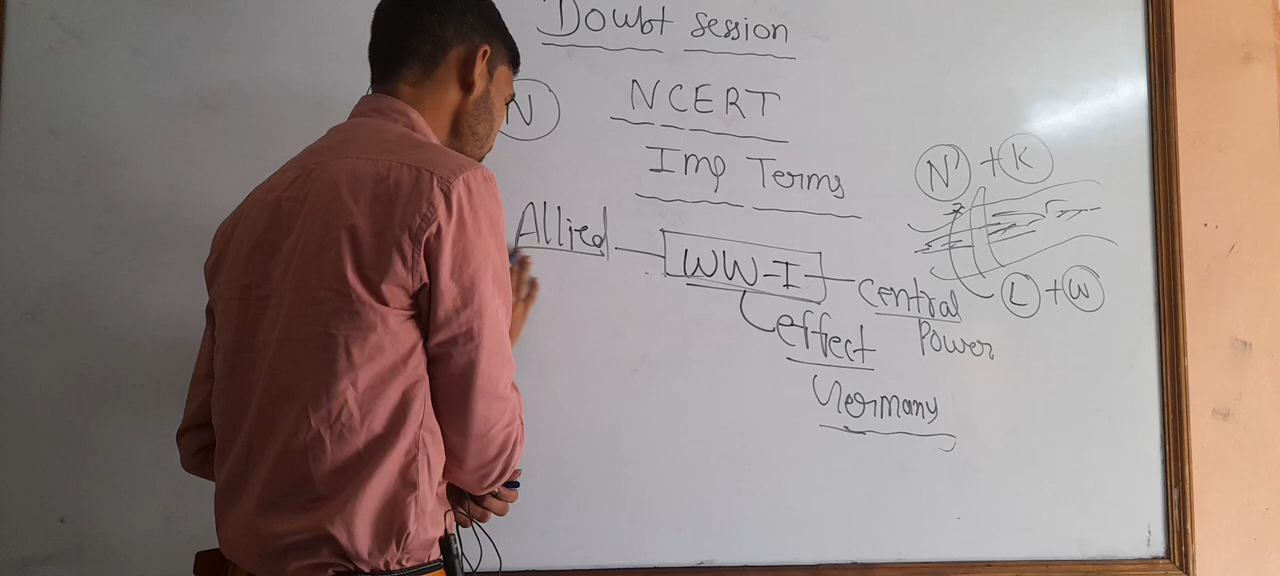 Doubt session
N
NCERT
Imp Terms
N' + K
Allied
WW-I
Central
Power
L + W
effect
Germany